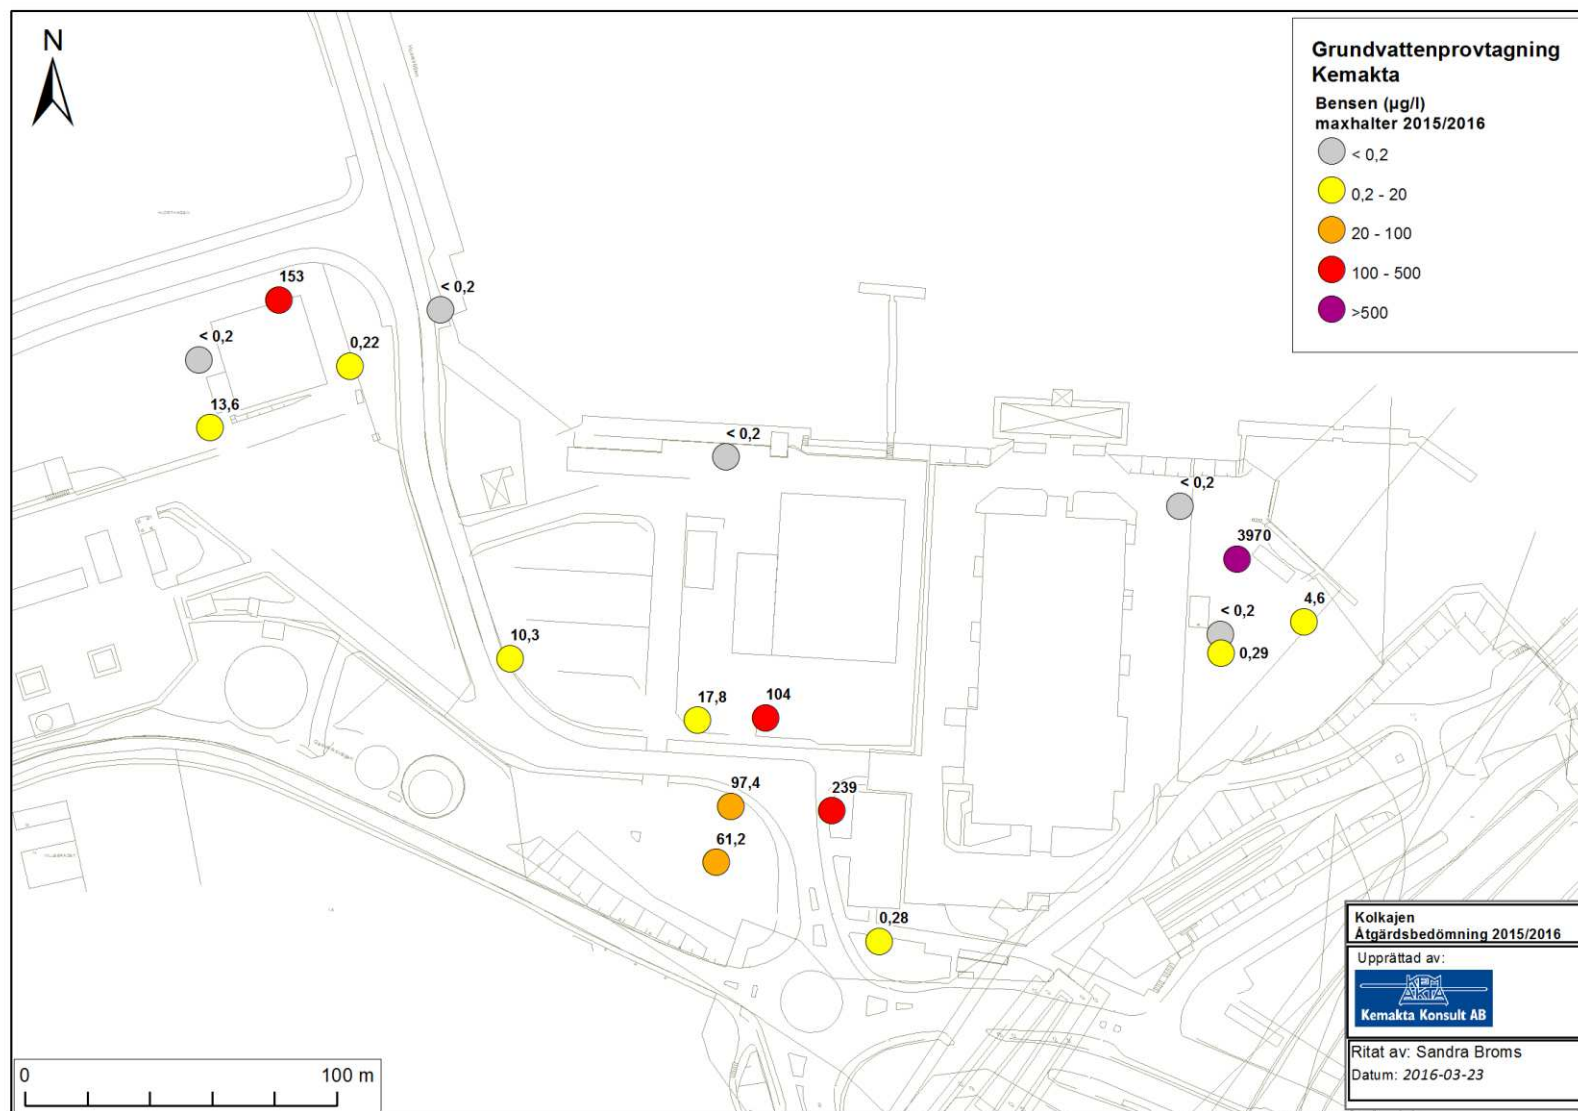 N
Grundvattenprovtagning
Kemakta
Bensen (µg/l)
maxhalter 2015/2016
< 0,2
0,2 - 20
20 - 100
100 - 500
>500
153
< 0,2
< 0,2
0,22
13,6
< 0,2
< 0,2
3970
4,6
< 0,2
0,29
10,3
17,8
104
97,4
239
61,2
0,28
Kolkajen
Åtgärdsbedömning 2015/2016
Upprättad av:
KEMAKTA
Kemakta Konsult AB
Ritat av: Sandra Broms
Datum: 2016-03-23
0 100 m